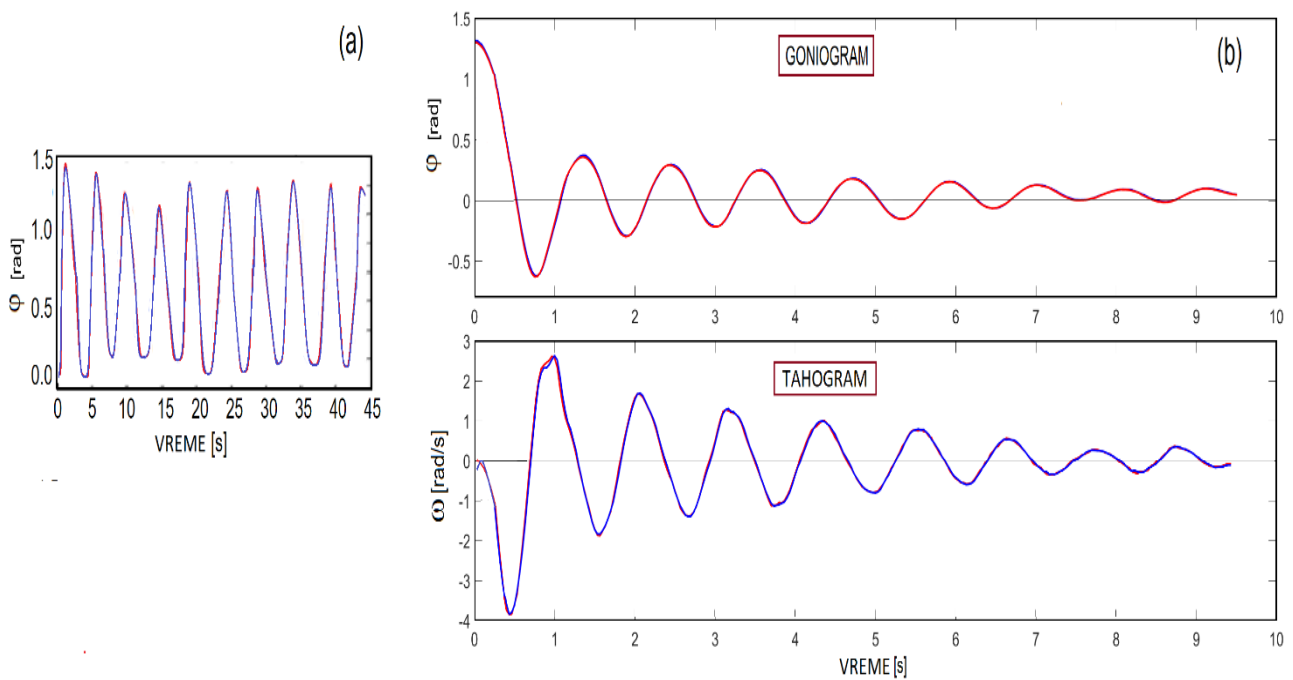 (a)
1.5
1.0
0.5
0.0
φ [rad]
0 5 10 15 20 25 30 35 40 45
VREME [s]
(b)
GONIOGRAM
1.5
1
0.5
0
-0.5
φ [rad]
0 1 2 3 4 5 6 7 8 9 10
TAHOGRAM
3
2
1
0
-1
-2
-3
-4
ω [rad/s]
0 1 2 3 4 5 6 7 8 9 10
VREME [s]